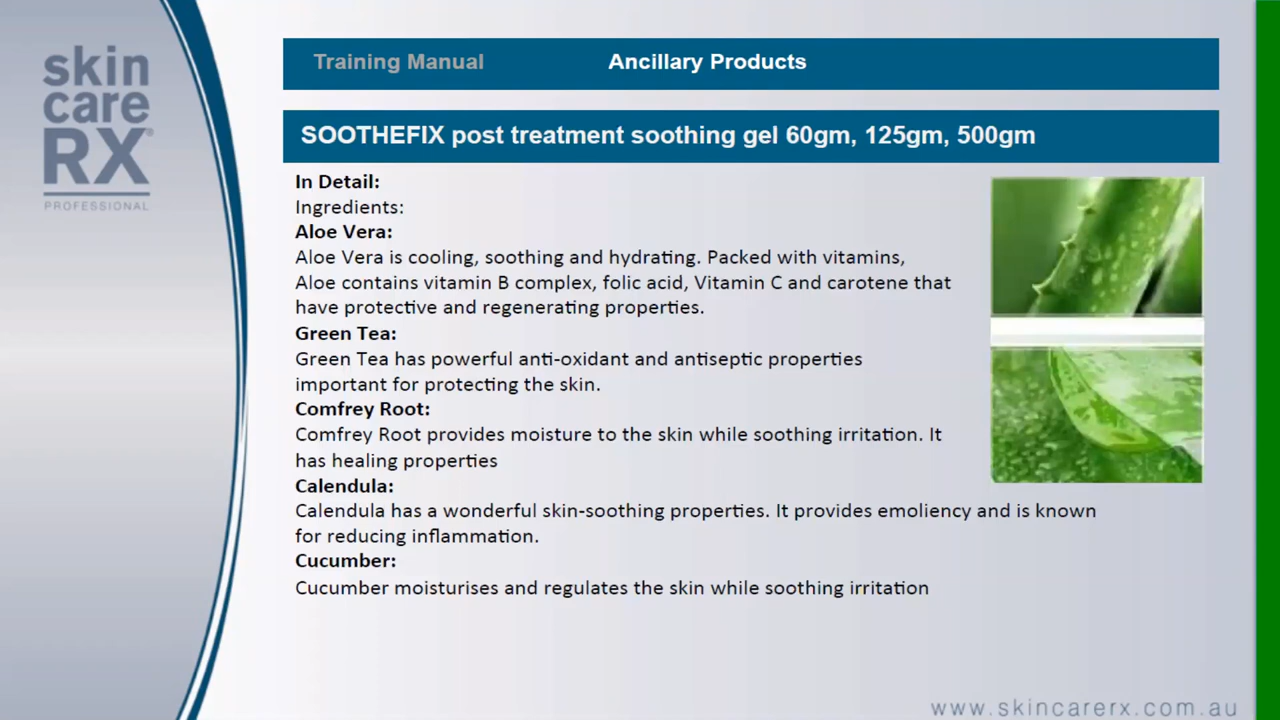 skin
care
RX®
PROFESSIONAL
Training Manual Ancillary Products
SOOTHEFIX post treatment soothing gel 60gm, 125gm, 500gm
In Detail:
Ingredients:
Aloe Vera:
Aloe Vera is cooling, soothing and hydrating. Packed with vitamins,
Aloe contains vitamin B complex, folic acid, Vitamin C and carotene that
have protective and regenerating properties.
Green Tea:
Green Tea has powerful anti-oxidant and antiseptic properties
important for protecting the skin.
Comfrey Root:
Comfrey Root provides moisture to the skin while soothing irritation. It
has healing properties
Calendula:
Calendula has a wonderful skin-soothing properties. It provides emoliency and is known
for reducing inflammation.
Cucumber:
Cucumber moisturises and regulates the skin while soothing irritation
www.skincarerx.com.au